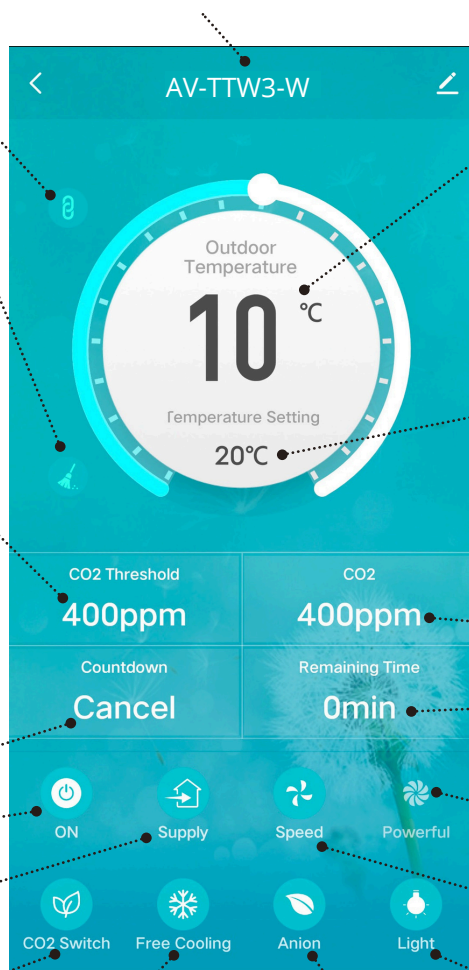 AV-TTW3-W
Outdoor
Temperature
10 °C
Temperature Setting
20°C
CO2 Threshold
400ppm
CO2
400ppm
Countdown
Cancel
Remaining Time
0min
ON
Supply
Speed
Powerful
CO2 Switch
Free Cooling
Anion
Light